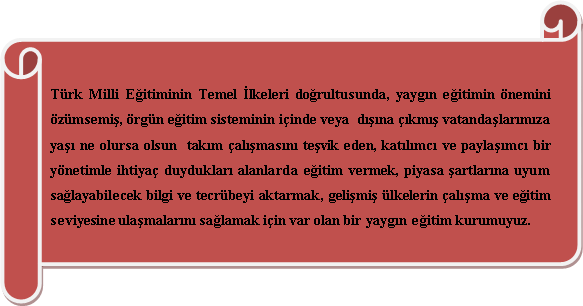 Türk Milli Eğitiminin Temel İlkeleri doğrultusunda, yaygın eğitimin önemini
özümsemiş, örgün eğitim sisteminin içinde veya dışına çıkmış vatandaşlarımıza
yaşı ne olursa olsun takım çalışmasını teşvik eden, katılımcı ve paylaşımcı bir
yönetimle ihtiyaç duydukları alanlarda eğitim vermek, piyasa şartlarına uyum
sağlayabilecek bilgi ve tecrübeyi aktarmak, gelişmiş ülkelerin çalışma ve eğitim
seviyesine ulaşmalarını sağlamak için var olan bir yaygın eğitim kurumuyuz.